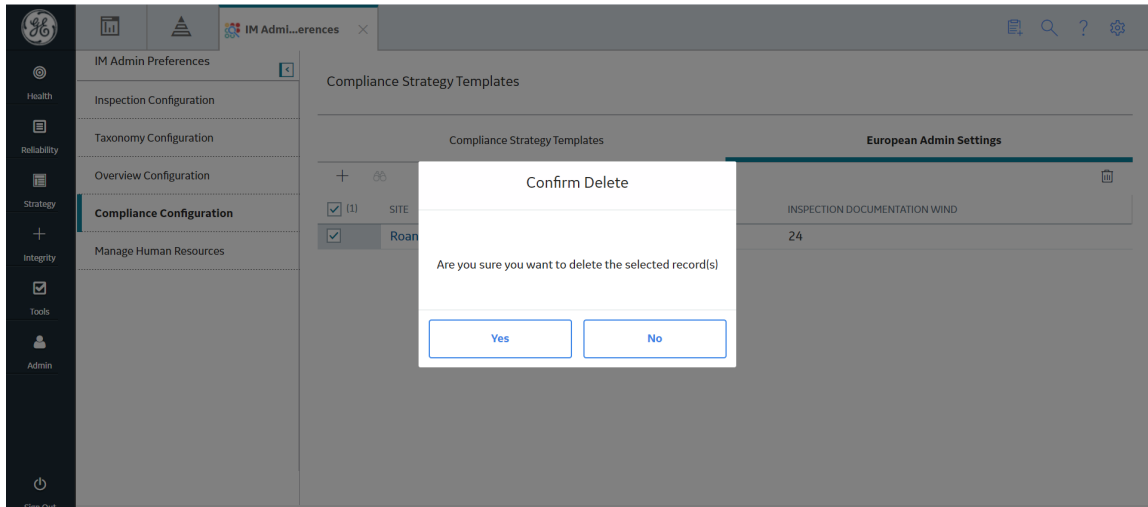 IM Admi...erences
Health
Reliability
Strategy
Integrity
Tools
Admin
IM Admin Preferences
Inspection Configuration
Taxonomy Configuration
Overview Configuration
Compliance Configuration
Manage Human Resources
Compliance Strategy Templates
Compliance Strategy Templates
European Admin Settings
(1)
SITE
INSPECTION DOCUMENTATION WIND
Roan
24
Confirm Delete
Are you sure you want to delete the selected record(s)
Yes
No
Sign Out